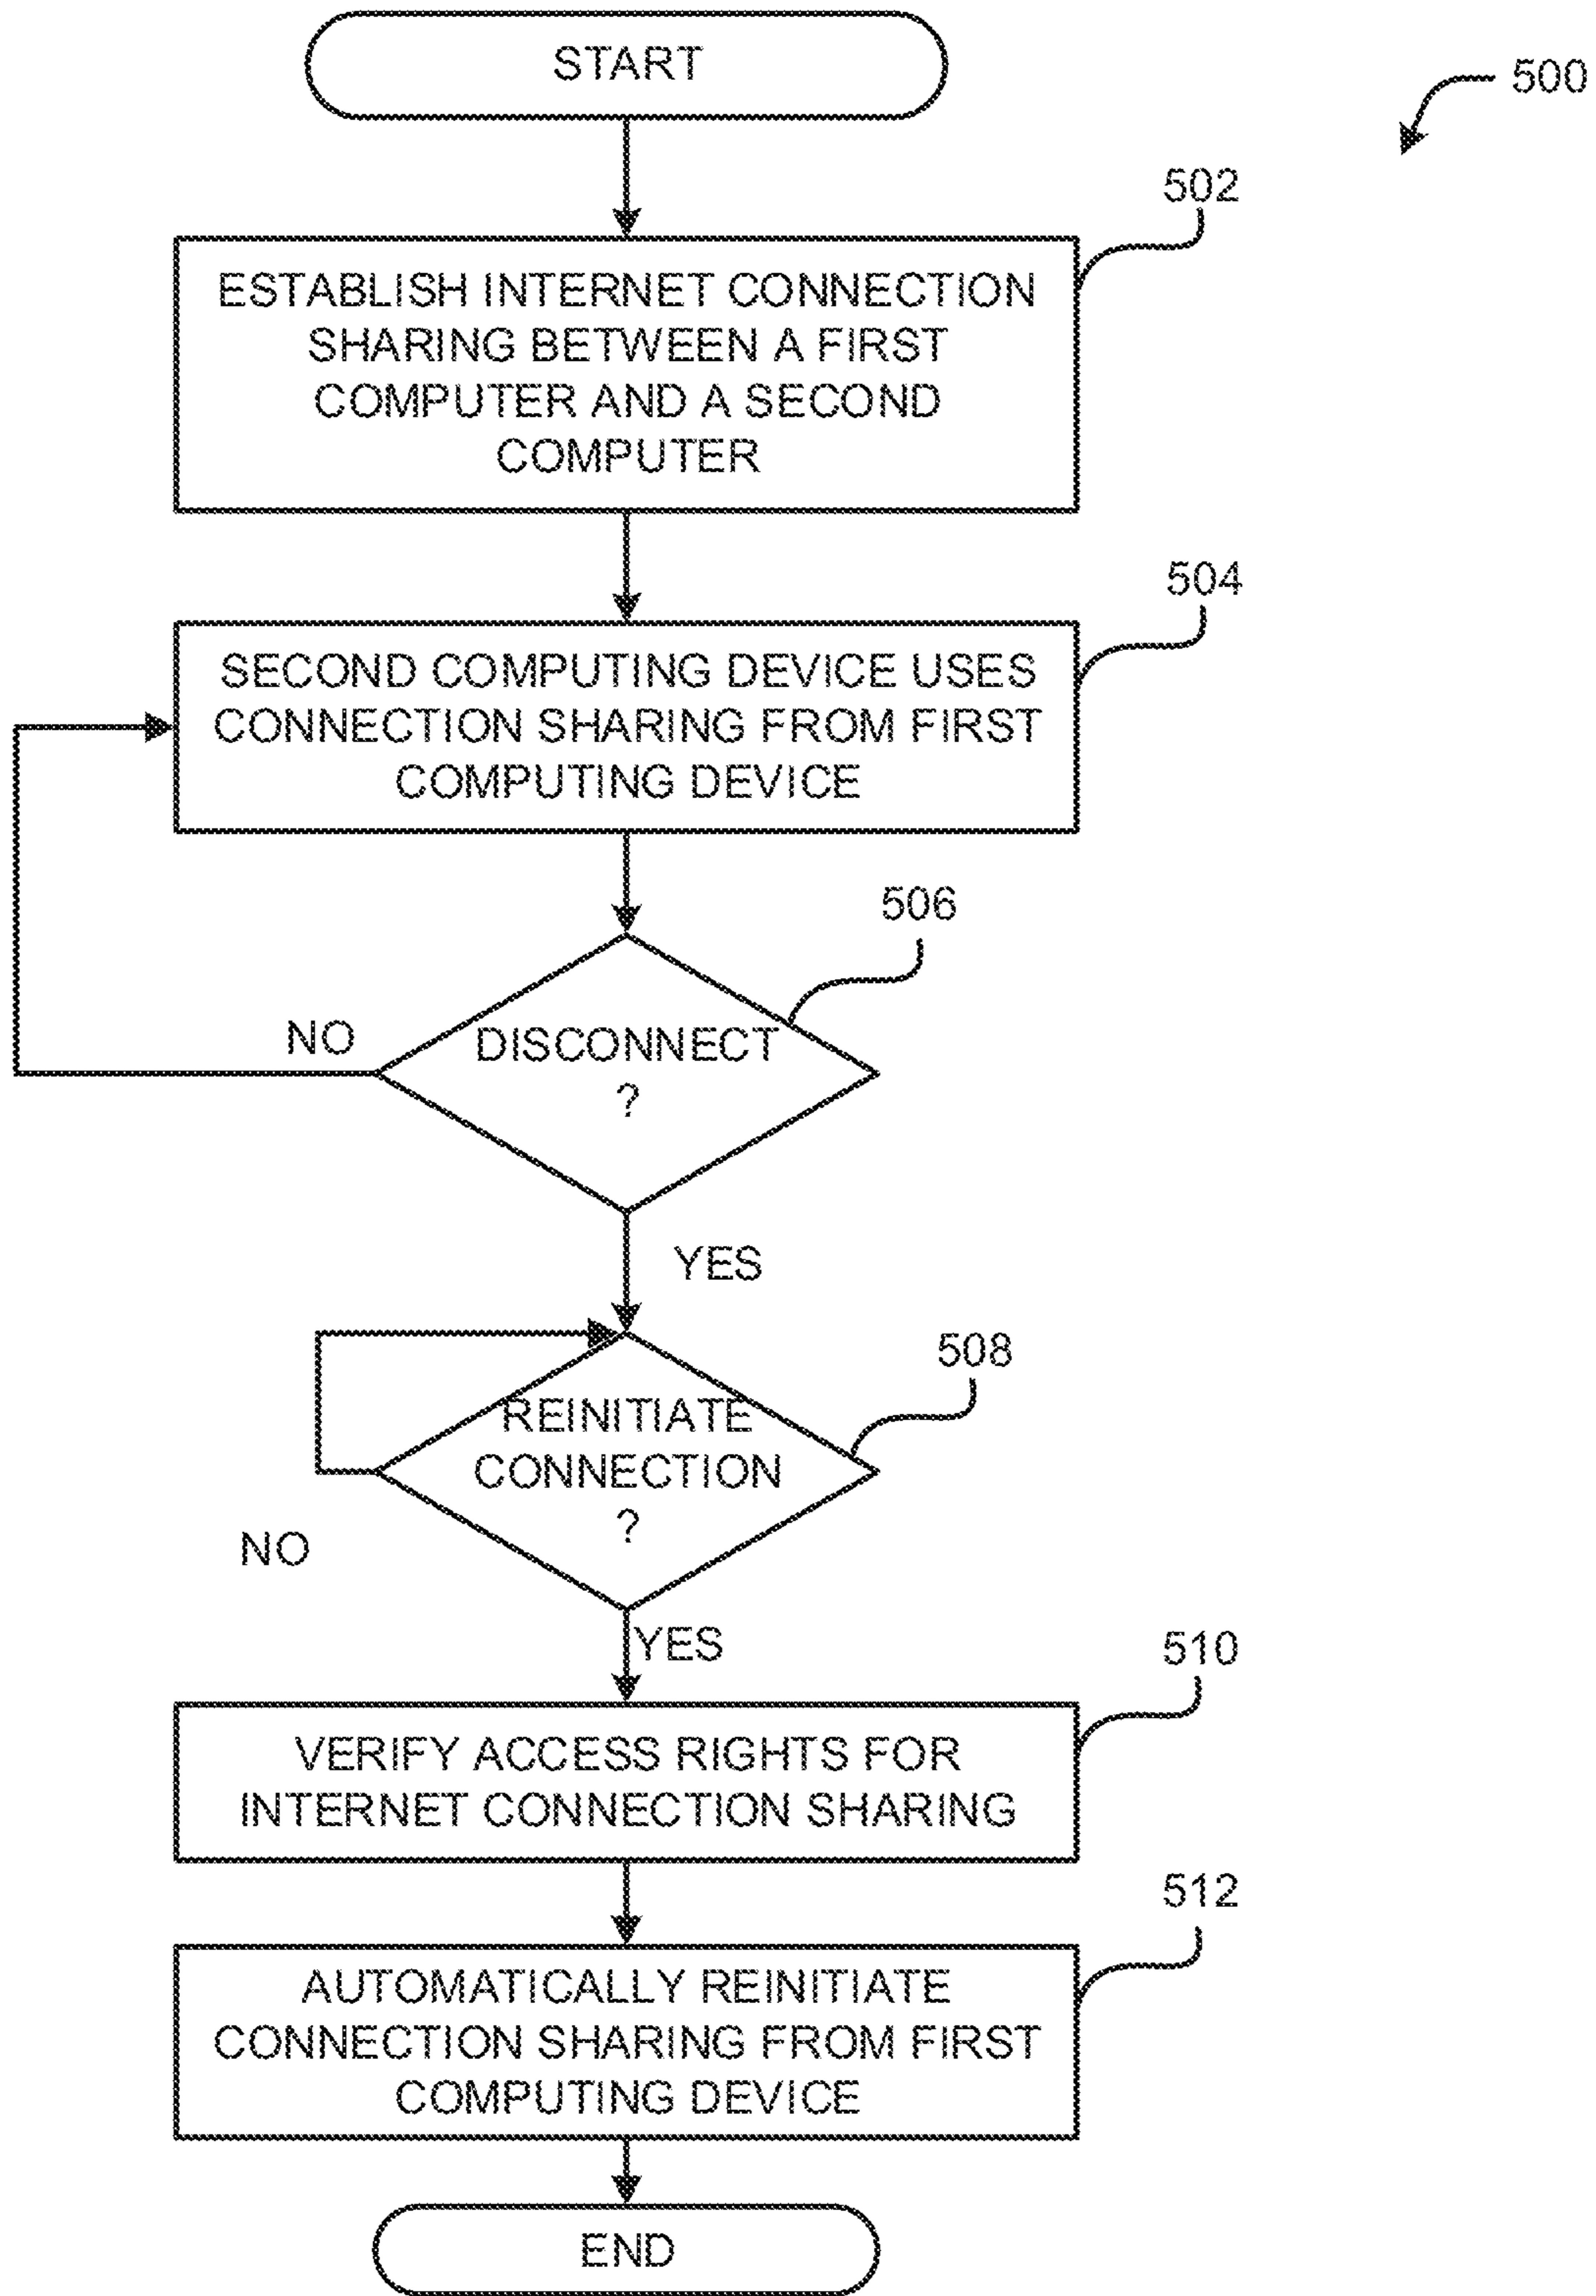 START
500
502
ESTABLISH INTERNET CONNECTION
SHARING BETWEEN A FIRST
COMPUTER AND A SECOND
COMPUTER
504
SECOND COMPUTING DEVICE USES
CONNECTION SHARING FROM FIRST
COMPUTING DEVICE
506
NO
DISCONNECT
?
YES
508
REINITIATE
CONNECTION
?
NO
YES
510
VERIFY ACCESS RIGHTS FOR
INTERNET CONNECTION SHARING
512
AUTOMATICALLY REINITIATE
CONNECTION SHARING FROM FIRST
COMPUTING DEVICE
END